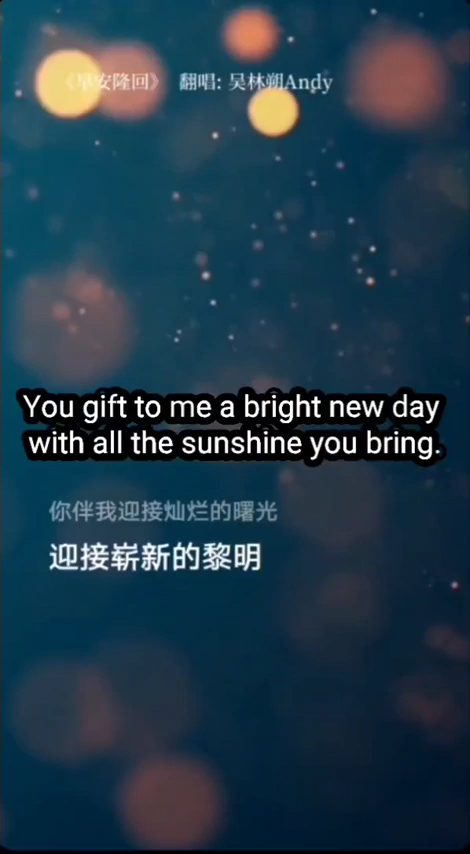 《早安隆回》 翻唱: 吴林朔Andy
You gift to me a bright new day
with all the sunshine you bring.
你伴我迎接灿烂的曙光
迎接崭新的黎明